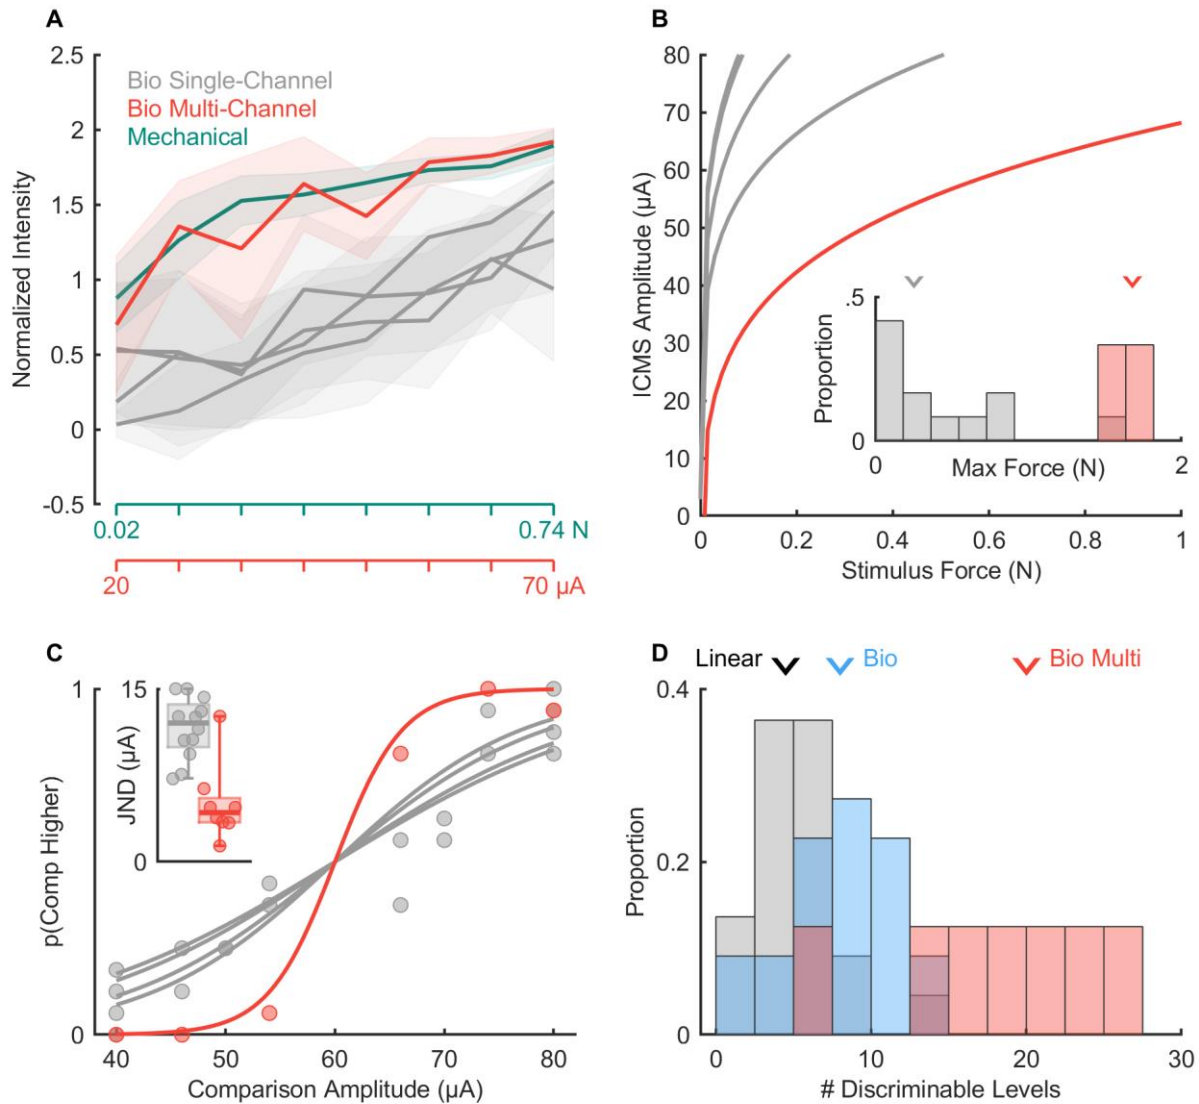 A
2.5
2
1.5
1
0.5
0
-0.5
Normalized Intensity
Bio Single-Channel
Bio Multi-Channel
Mechanical
0.02
0.74 N
20
70 µA
B
80
70
60
50
40
30
20
10
0
ICMS Amplitude (µA)
0
0.2
0.4
0.6
0.8
1
Stimulus Force (N)
.5
0
Proportion
0
Max Force (N)
2
C
1
0
p(Comp Higher)
15
0
JND (µA)
40
50
60
70
80
Comparison Amplitude (µA)
D
Linear
Bio
Bio Multi
0.4
0.2
0
Proportion
0
10
20
30
# Discriminable Levels